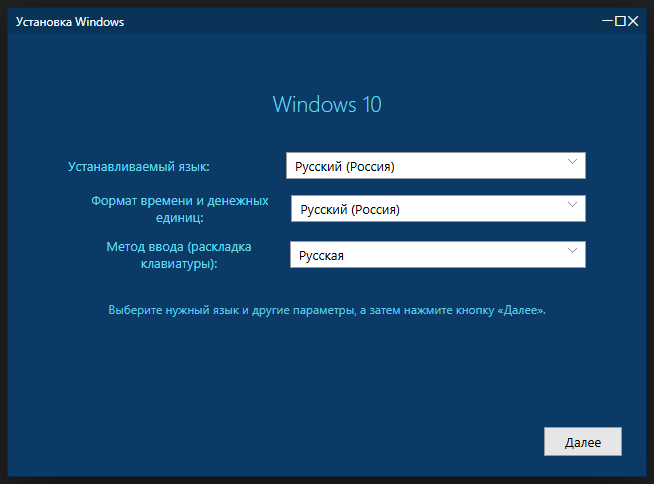 Установка Windows
Windows 10
Устанавливаемый язык:
Русский (Россия)
Формат времени и денежных
единиц:
Русский (Россия)
Метод ввода (раскладка
клавиатуры):
Русская
Выберите нужный язык и другие параметры, а затем нажмите кнопку «Далее».
Далее